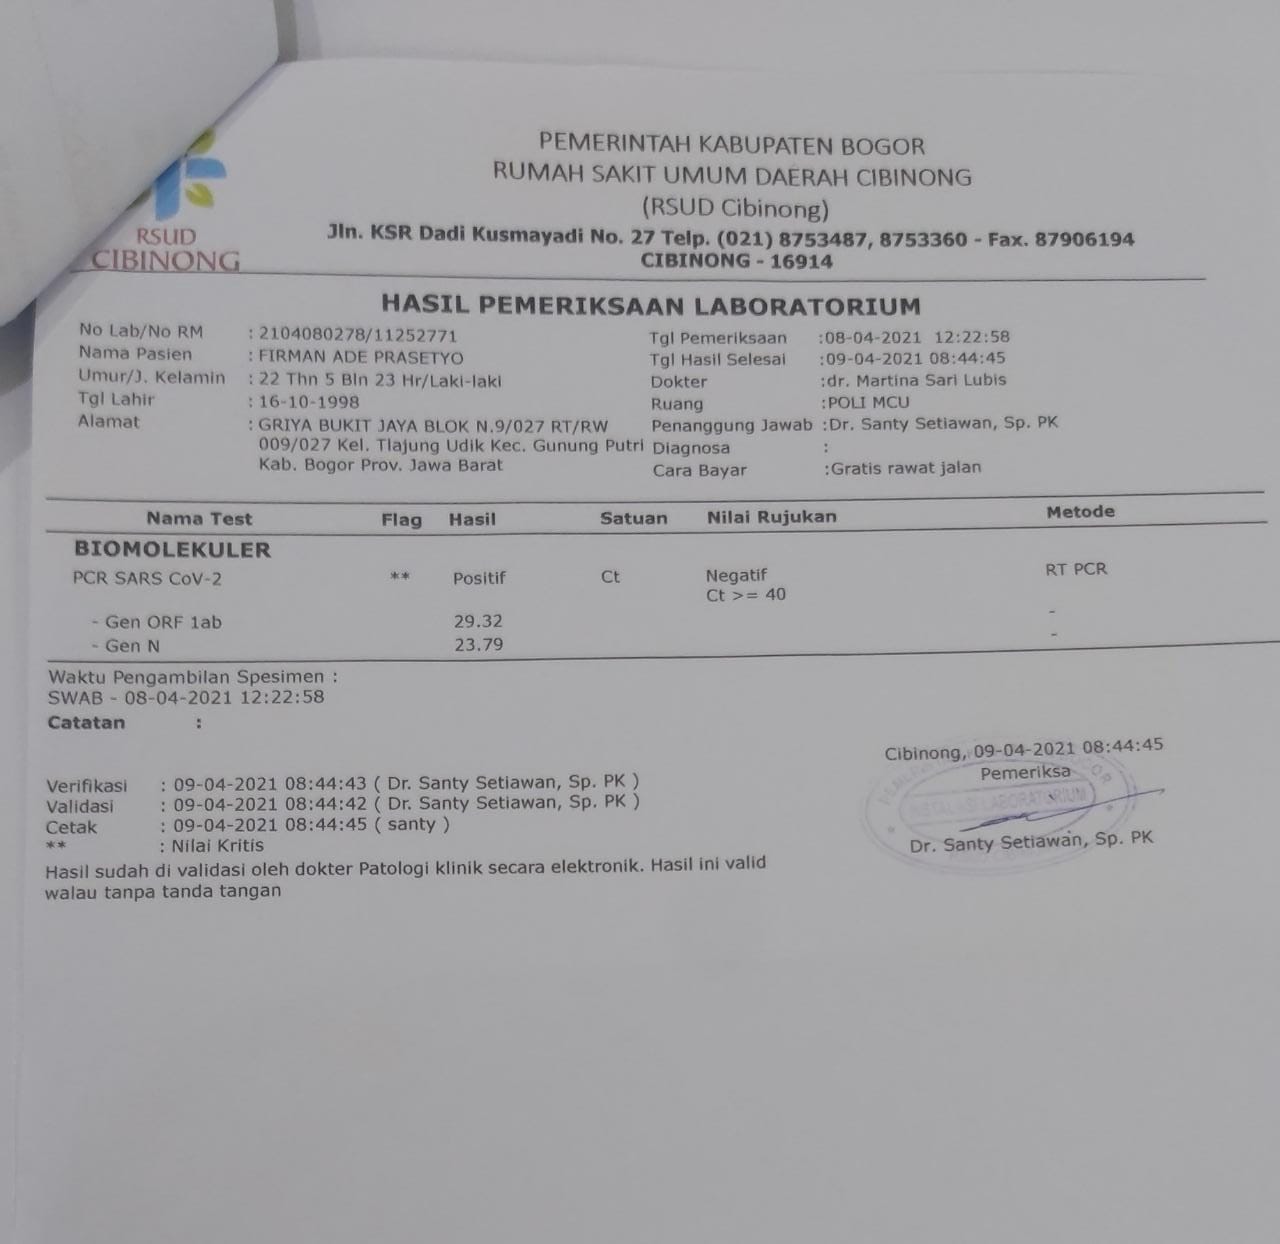 RSUD
CIBINONG
PEMERINTAH KABUPATEN BOGOR
RUMAH SAKIT UMUM DAERAH CIBINONG
(RSUD Cibinong)
Jln. KSR Dadi Kusmayadi No. 27 Telp. (021) 8753487, 8753360 - Fax. 87906194
CIBINONG - 16914
HASIL PEMERIKSAAN LABORATORIUM
No Lab/No RM : 2104080278/11252771 Tgl Pemeriksaan :08-04-2021 12:22:58
Nama Pasien : FIRMAN ADE PRASETYO Tgl Hasil Selesai :09-04-2021 08:44:45
Umur/J. Kelamin : 22 Thn 5 Bln 23 Hr/Laki-laki Dokter :dr. Martina Sari Lubis
Tgl Lahir : 16-10-1998 Ruang :POLI MCU
Alamat : GRIYA BUKIT JAYA BLOK N.9/027 RT/RW Penanggung Jawab :Dr. Santy Setiawan, Sp. PK
009/027 Kel. Tlajung Udik Kec. Gunung Putri Diagnosa :
Kab. Bogor Prov. Jawa Barat Cara Bayar :Gratis rawat jalan
Nama Test Flag Hasil Satuan Nilai Rujukan Metode
BIOMOLEKULER
PCR SARS CoV-2 ** Positif Ct Negatif RT PCR
Ct >= 40
- Gen ORF 1ab 29.32 -
- Gen N 23.79 -
Waktu Pengambilan Spesimen :
SWAB - 08-04-2021 12:22:58
Catatan :
Cibinong, 09-04-2021 08:44:45
Pemeriksa
INSTALASI LABORATORIUM
Dr. Santy Setiawan, Sp. PK
Verifikasi : 09-04-2021 08:44:43 ( Dr. Santy Setiawan, Sp. PK )
Validasi : 09-04-2021 08:44:42 ( Dr. Santy Setiawan, Sp. PK )
Cetak : 09-04-2021 08:44:45 ( santy )
** : Nilai Kritis
Hasil sudah di validasi oleh dokter Patologi klinik secara elektronik. Hasil ini valid
walau tanpa tanda tangan